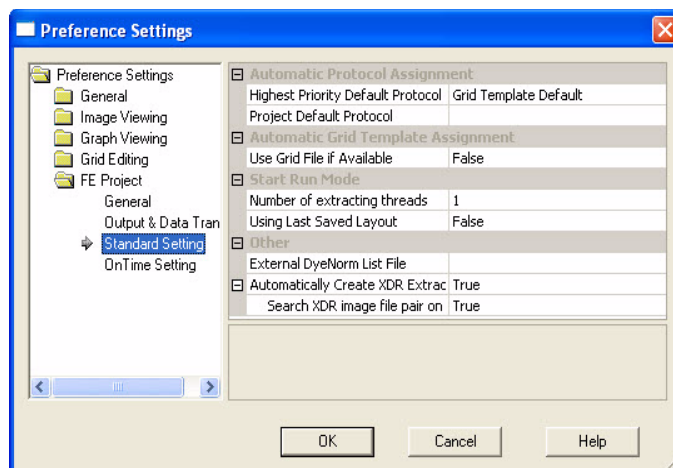 Preference Settings
Preference Settings
General
Image Viewing
Graph Viewing
Grid Editing
FE Project
General
Output & Data Tran
Standard Setting
OnTime Setting
Automatic Protocol Assignment
Highest Priority Default Protocol Grid Template Default
Project Default Protocol
Automatic Grid Template Assignment
Use Grid File if Available False
Start Run Mode
Number of extracting threads 1
Using Last Saved Layout False
Other
External DyeNorm List File
Automatically Create XDR Extrac True
Search XDR image file pair on True
OK Cancel Help